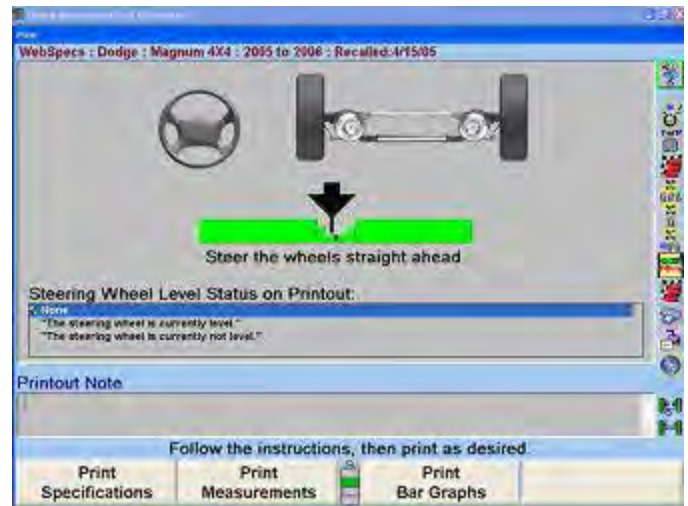 Print
WebSpecs : Dodge : Magnum 4X4 : 2005 to 2006 : Recalled:4/15/05
Steer the wheels straight ahead
Steering Wheel Level Status on Printout:
None
"The steering wheel is currently level."
"The steering wheel is currently not level."
Printout Note
Follow the instructions, then print as desired
Print
Specifications
Print
Measurements
Print
Bar Graphs